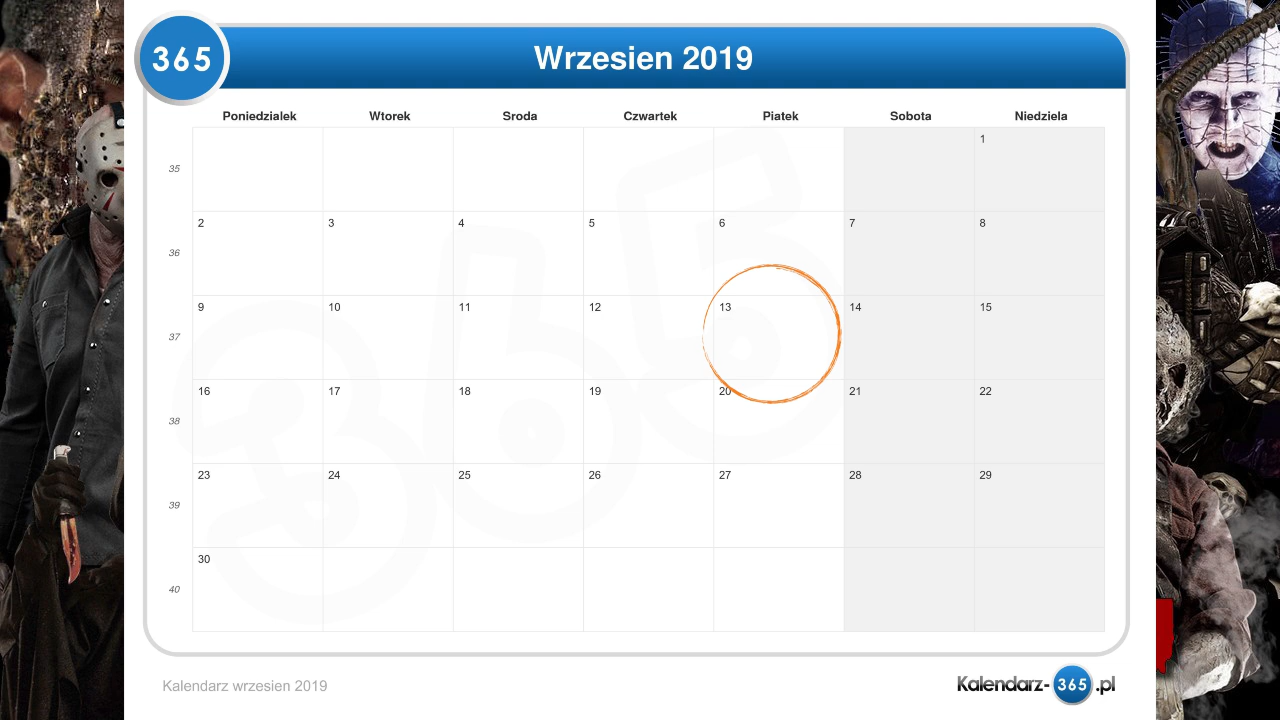 365
Wrzesien 2019
Poniedzialek Wtorek Sroda Czwartek Piatek Sobota Niedziela
35 1
36 2 3 4 5 6 7 8
37 9 10 11 12 13 14 15
38 16 17 18 19 20 21 22
39 23 24 25 26 27 28 29
40 30
365
Kalendarz wrzesien 2019
Kalendarz-365.pl